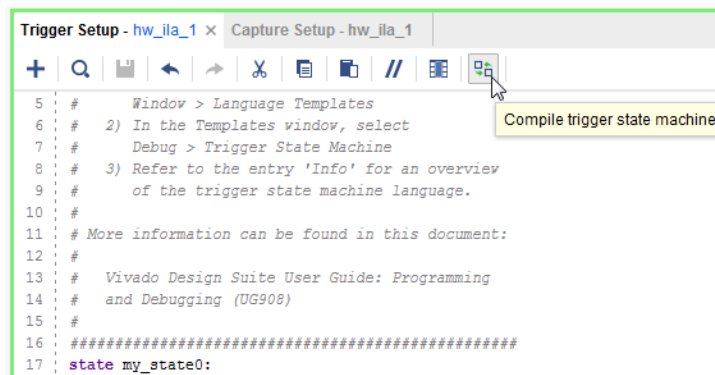 Trigger Setup - hw_ila_1 × Capture Setup - hw_ila_1
Compile trigger state machine
5 # Window > Language Templates
6 # 2) In the Templates window, select
7 # Debug > Trigger State Machine
8 # 3) Refer to the entry 'Info' for an overview
9 # of the trigger state machine language.
10 #
11 # More information can be found in this document:
12 #
13 # Vivado Design Suite User Guide: Programming
14 # and Debugging (UG908)
15 #
16 ##################################################
17 state my_state0: